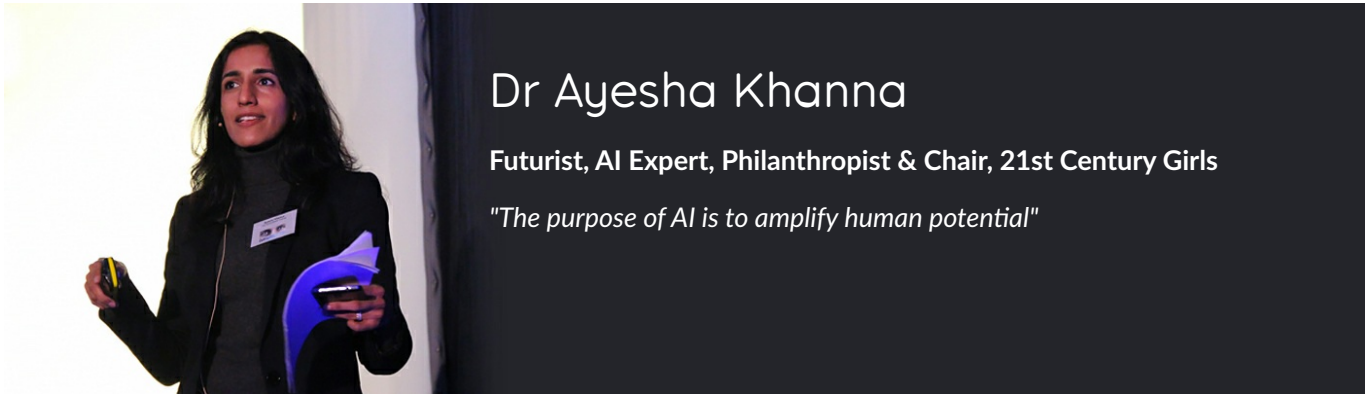 Dr Ayesha Khanna
Futurist, AI Expert, Philanthropist & Chair, 21st Century Girls
"The purpose of AI is to amplify human potential"